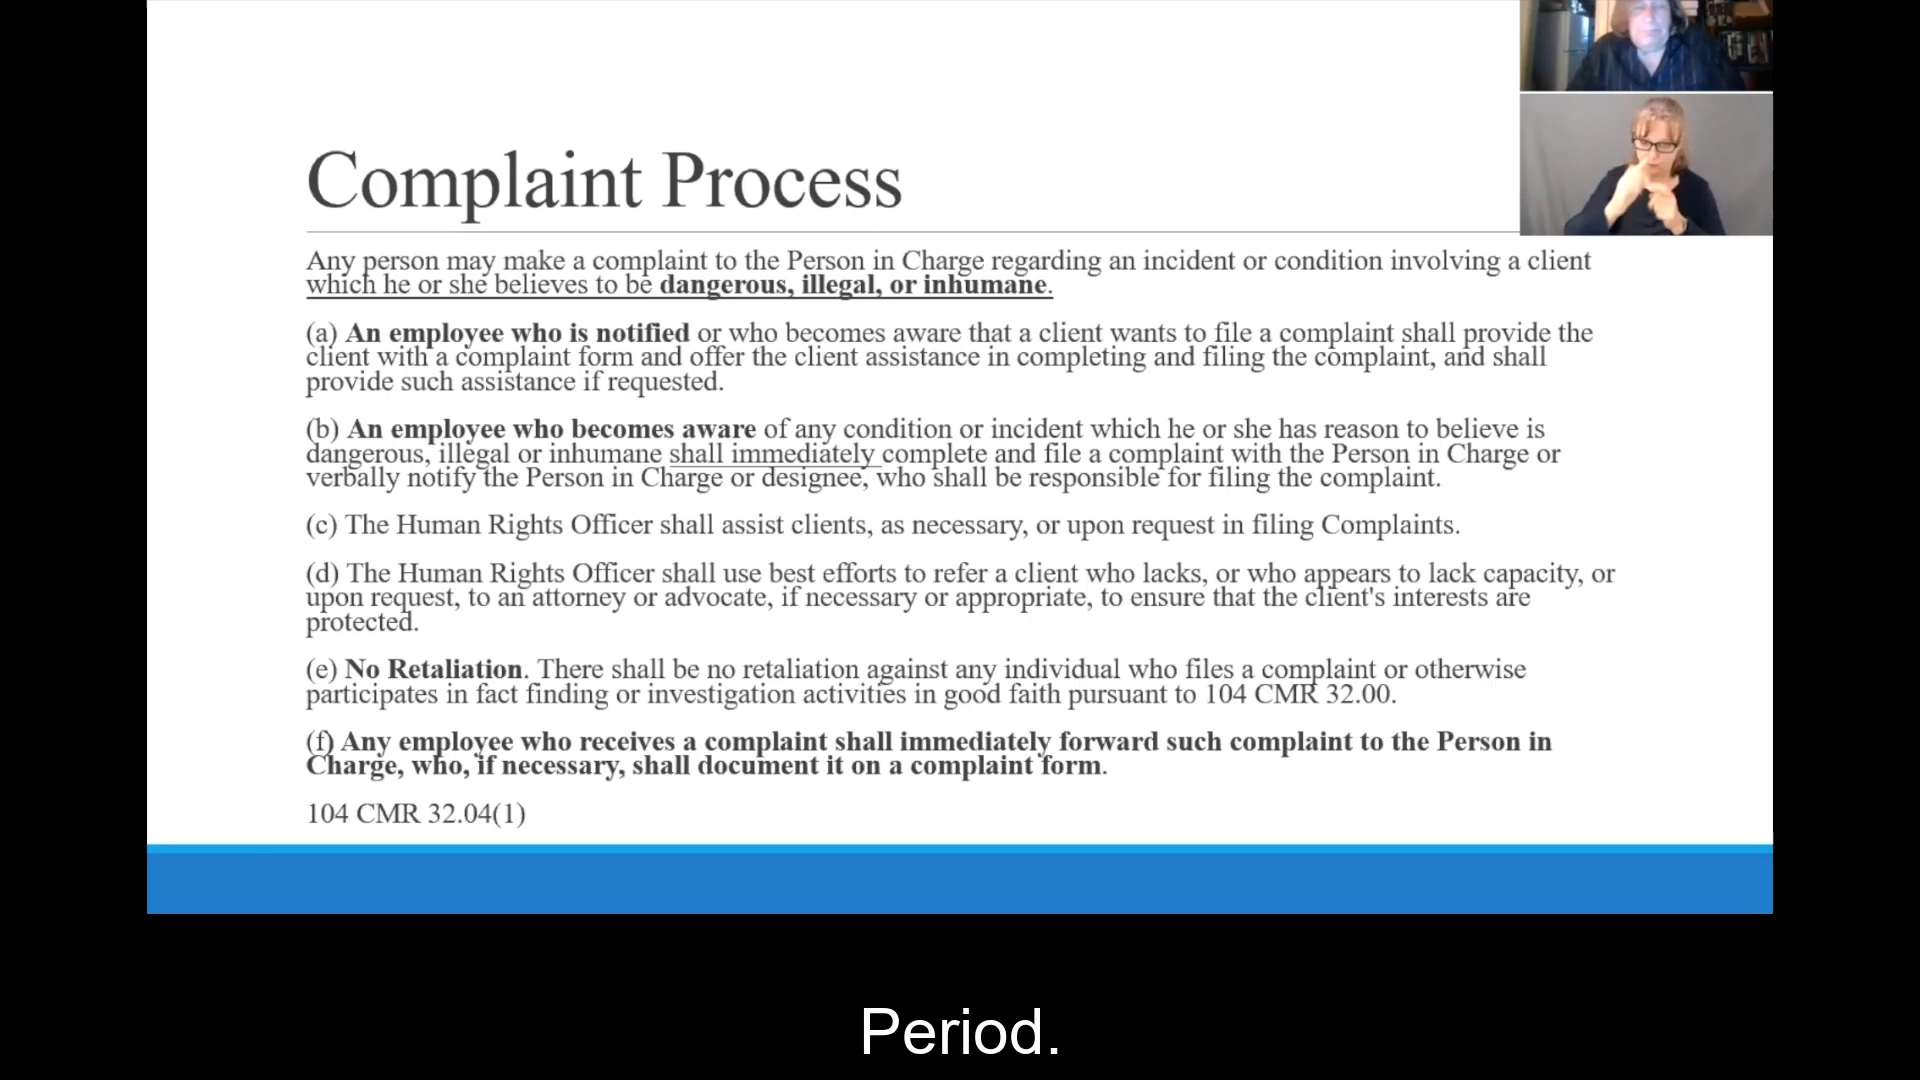 Complaint Process
Any person may make a complaint to the Person in Charge regarding an incident or condition involving a client
which he or she believes to be dangerous, illegal, or inhumane.
(a) An employee who is notified or who becomes aware that a client wants to file a complaint shall provide the
client with a complaint form and offer the client assistance in completing and filing the complaint, and shall
provide such assistance if requested.
(b) An employee who becomes aware of any condition or incident which he or she has reason to believe is
dangerous, illegal or inhumane shall immediately complete and file a complaint with the Person in Charge or
verbally notify the Person in Charge or designee, who shall be responsible for filing the complaint.
(c) The Human Rights Officer shall assist clients, as necessary, or upon request in filing Complaints.
(d) The Human Rights Officer shall use best efforts to refer a client who lacks, or who appears to lack capacity, or
upon request, to an attorney or advocate, if necessary or appropriate, to ensure that the client's interests are
protected.
(e) No Retaliation. There shall be no retaliation against any individual who files a complaint or otherwise
participates in fact finding or investigation activities in good faith pursuant to 104 CMR 32.00.
(f) Any employee who receives a complaint shall immediately forward such complaint to the Person in
Charge, who, if necessary, shall document it on a complaint form.
104 CMR 32.04(1)
Period.